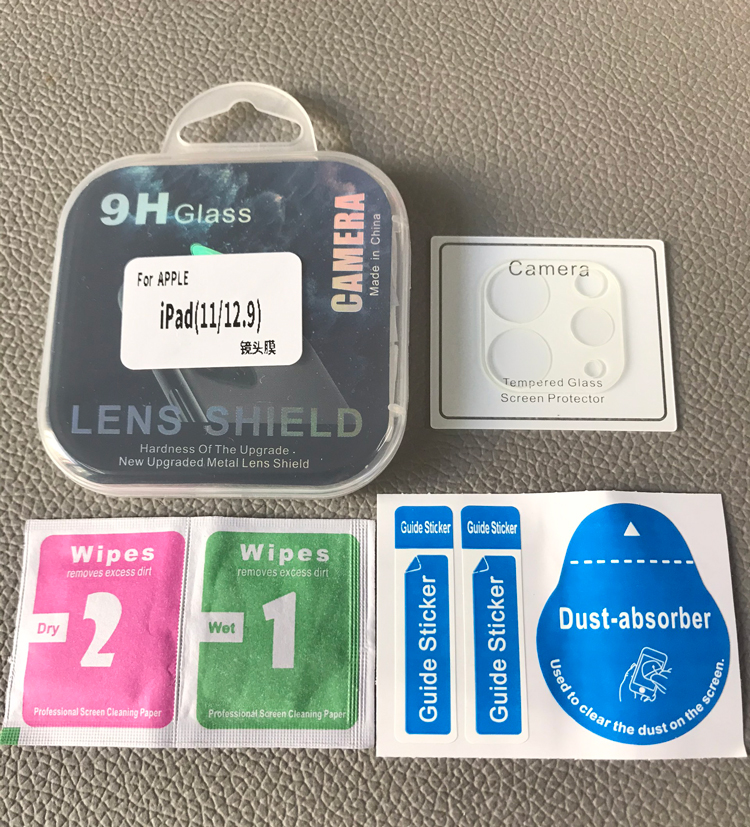 9H Glass
CAMERA
Made in China
For APPLE
iPad(11/12.9)
镜头膜
LENS SHIELD
Hardness Of The Upgrade .
New Upgraded Metal Lens Shield
Camera
Tempered Glass
Screen Protector
Wipes
removes excess dirt
Dry
2
Professional Screen Cleaning Paper
Wipes
removes excess dirt
Wet
1
Professional Screen Cleaning Paper
Guide Sticker
Guide Sticker
Guide Sticker
Guide Sticker
Dust-absorber
Used to clear the dust on the screen.